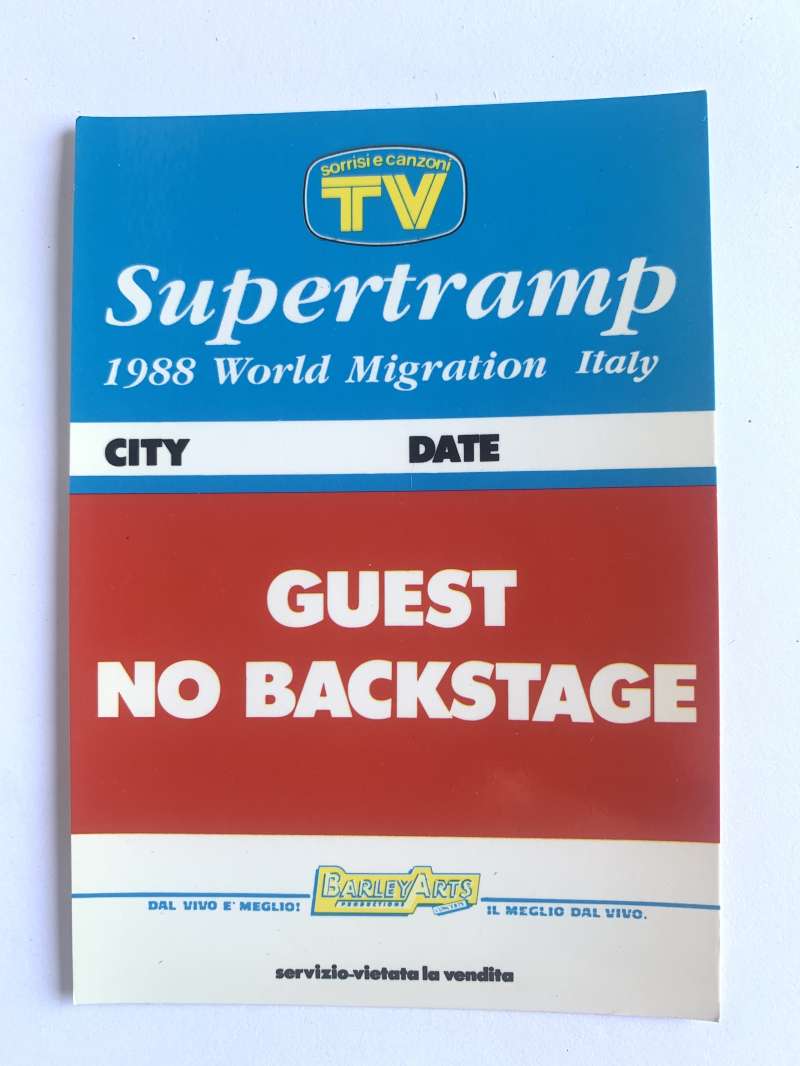 sorrisi e canzoni
TV
Supertramp
1988 World Migration Italy
CITY DATE
GUEST
NO BACKSTAGE
BARLEY ARTS
PRODUCTIONS
DAL VIVO E' MEGLIO! IL MEGLIO DAL VIVO.
servizio-vietata la vendita